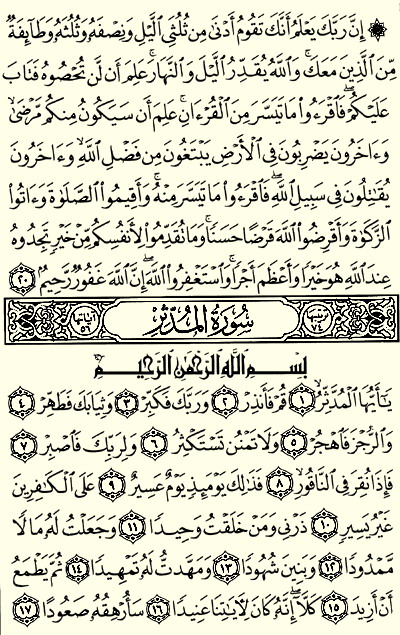 ۞ إِنَّ رَبَّكَ يَعْلَمُ أَنَّكَ تَقُومُ أَدْنَىٰ مِن ثُلُثَيِ ٱلَّيْلِ وَنِصْفَهُۥ وَثُلُثَهُۥ وَطَآئِفَةٌ
مِّنَ ٱلَّذِينَ مَعَكَ ۚ وَٱللَّهُ يُقَدِّرُ ٱلَّيْلَ وَٱلنَّهَارَ ۚ عَلِمَ أَن لَّن تُحْصُوهُ فَتَابَ
عَلَيْكُمْ ۖ فَٱقْرَءُوا۟ مَا تَيَسَّرَ مِنَ ٱلْقُرْءَانِ ۚ عَلِمَ أَن سَيَكُونُ مِنكُم مَّرْضَىٰ ۙ
وَءَاخَرُونَ يَضْرِبُونَ فِى ٱلْأَرْضِ يَبْتَغُونَ مِن فَضْلِ ٱللَّهِ ۙ وَءَاخَرُونَ
يُقَٰتِلُونَ فِى سَبِيلِ ٱللَّهِ ۖ فَٱقْرَءُوا۟ مَا تَيَسَّرَ مِنْهُ ۚ وَأَقِيمُوا۟ ٱلصَّلَوٰةَ وَءَاتُوا۟
ٱلزَّكَوٰةَ وَأَقْرِضُوا۟ ٱللَّهَ قَرْضًا حَسَنًا ۚ وَمَا تُقَدِّمُوا۟ لِأَنفُسِكُم مِّنْ خَيْرٍ تَجِدُوهُ
عِندَ ٱللَّهِ هُوَ خَيْرًا وَأَعْظَمَ أَجْرًا ۚ وَٱسْتَغْفِرُوا۟ ٱللَّهَ ۖ إِنَّ ٱللَّهَ غَفُورٌ رَّحِيمٌۢ ٢٠
ترتيبها ٧٤ سُورَةُ المُدَّثِّر آياتها ٥٦
بِسْمِ ٱللَّهِ ٱلرَّحْمَٰنِ ٱلرَّحِيمِ
يَٰٓأَيُّهَا ٱلْمُدَّثِّرُ ١ قُمْ فَأَنذِرْ ٢ وَرَبَّكَ فَكَبِّرْ ٣ وَثِيَابَكَ فَطَهِّرْ ٤
وَٱلرُّجْزَ فَٱهْجُرْ ٥ وَلَا تَمْنُن تَسْتَكْثِرُ ٦ وَلِرَبِّكَ فَٱصْبِرْ ٧
فَإِذَا نُقِرَ فِى ٱلنَّاقُورِ ٨ فَذَٰلِكَ يَوْمَئِذٍ يَوْمٌ عَسِيرٌ ٩ عَلَى ٱلْكَٰفِرِينَ
غَيْرُ يَسِيرٍ ١٠ ذَرْنِى وَمَنْ خَلَقْتُ وَحِيدًا ١١ وَجَعَلْتُ لَهُۥ مَالًا
مَّمْدُودًا ١٢ وَبَنِينَ شُهُودًا ١٣ وَمَهَّدتُّ لَهُۥ تَمْهِيدًا ١٤ ثُمَّ يَطْمَعُ
أَنْ أَزِيدَ ١٥ كَلَّآ ۖ إِنَّهُۥ كَانَ لِـَٔايَٰتِنَا عَنِيدًا ١٦ سَأُرْهِقُهُۥ صَعُودًا ١٧